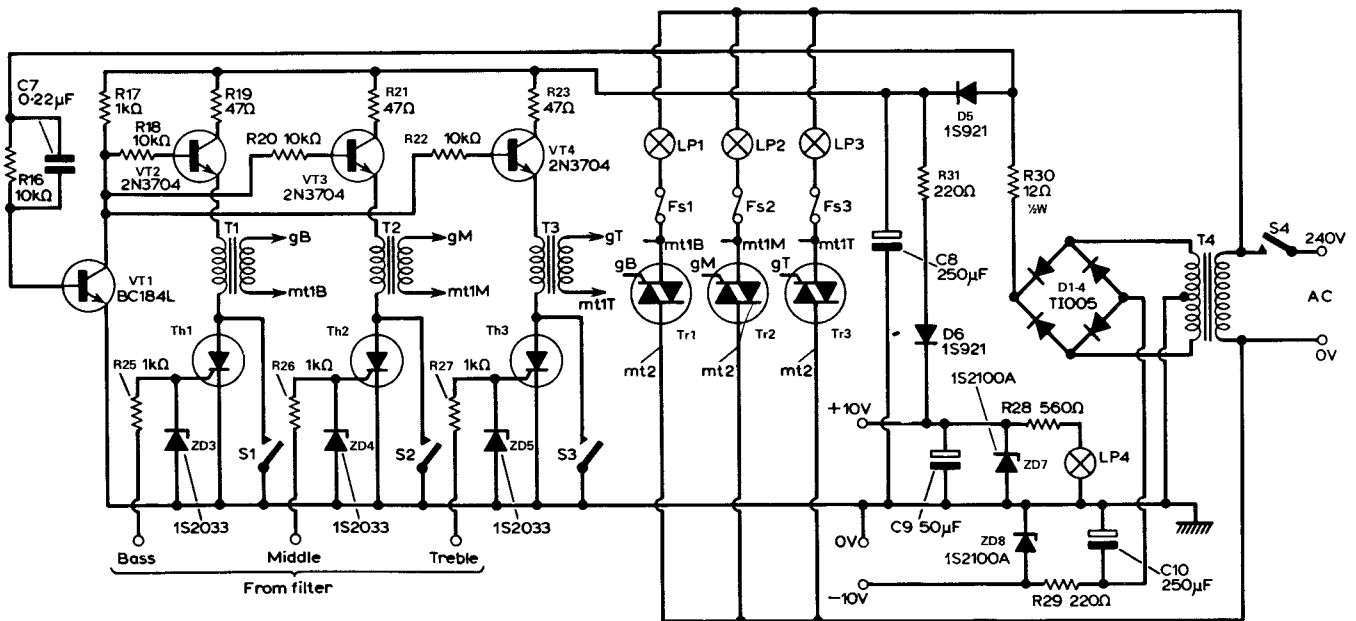 C7
0·22µF
R17
1kΩ
R19
47Ω
R21
47Ω
R23
47Ω
R18
10kΩ
R20 10kΩ
R22 10kΩ
R16
10kΩ
VT2
2N3704
VT3
2N3704
VT4
2N3704
VT1
BC184L
T1
gB
mt1B
T2
gM
mt1M
T3
gT
mt1T
Th1
Th2
Th3
R25 1kΩ
R26 1kΩ
R27 1kΩ
ZD3
ZD4
ZD5
S1
S2
S3
1S2033
1S2033
1S2033
Bass
Middle
Treble
From filter
LP1
LP2
LP3
Fs1
Fs2
Fs3
mt1B
mt1M
mt1T
gB
gM
gT
Tr1
Tr2
Tr3
mt2
mt2
mt2
D5
1S921
R31
220Ω
R30
12Ω
½W
C8
250µF
D6
1S921
D1-4
TI005
T4
S4
240V
AC
0V
+10V
1S2100A
R28 560Ω
ZD7
LP4
C9 50µF
0V
ZD8
1S2100A
C10
250µF
-10V
R29 220Ω